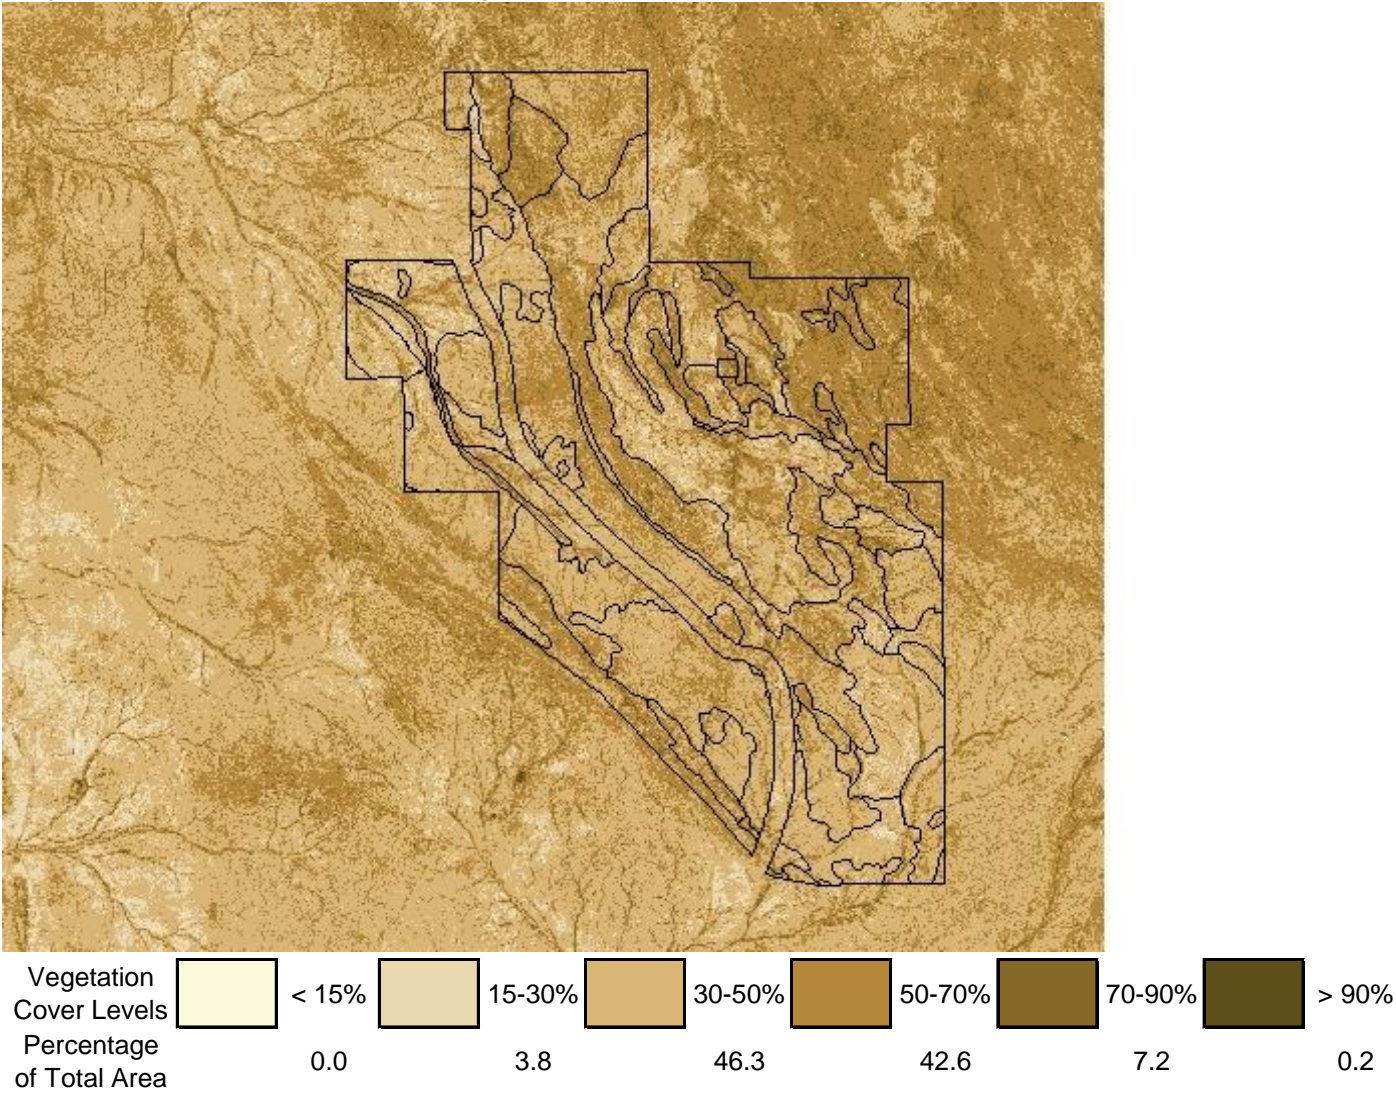 Vegetation
Cover Levels
< 15% 15-30% 30-50% 50-70% 70-90% > 90%
Percentage
of Total Area
0.0 3.8 46.3 42.6 7.2 0.2